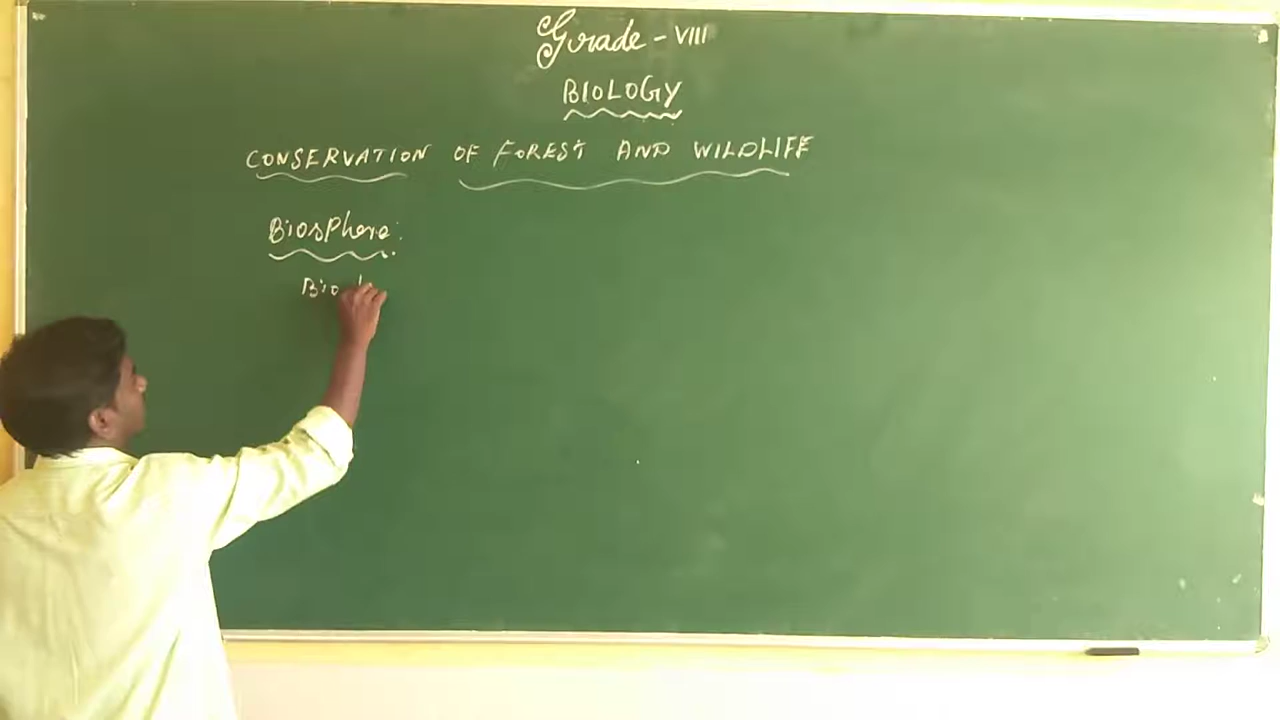 Grade - VIII
BIOLOGY
CONSERVATION OF FOREST AND WILDLIFE
Biosphere: